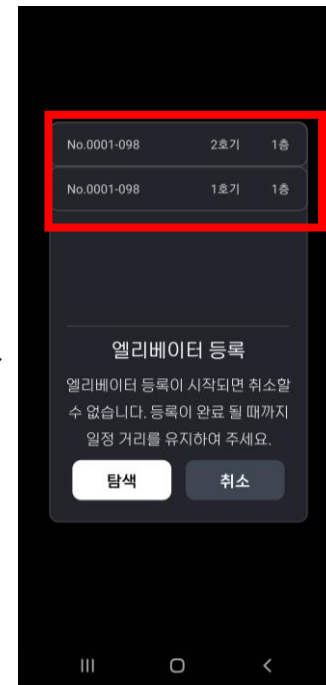 No.0001-098 2호기 1층
No.0001-098 1호기 1층
엘리베이터 등록
엘리베이터 등록이 시작되면 취소할
수 없습니다. 등록이 완료 될 때까지
일정 거리를 유지하여 주세요.
탐색 취소